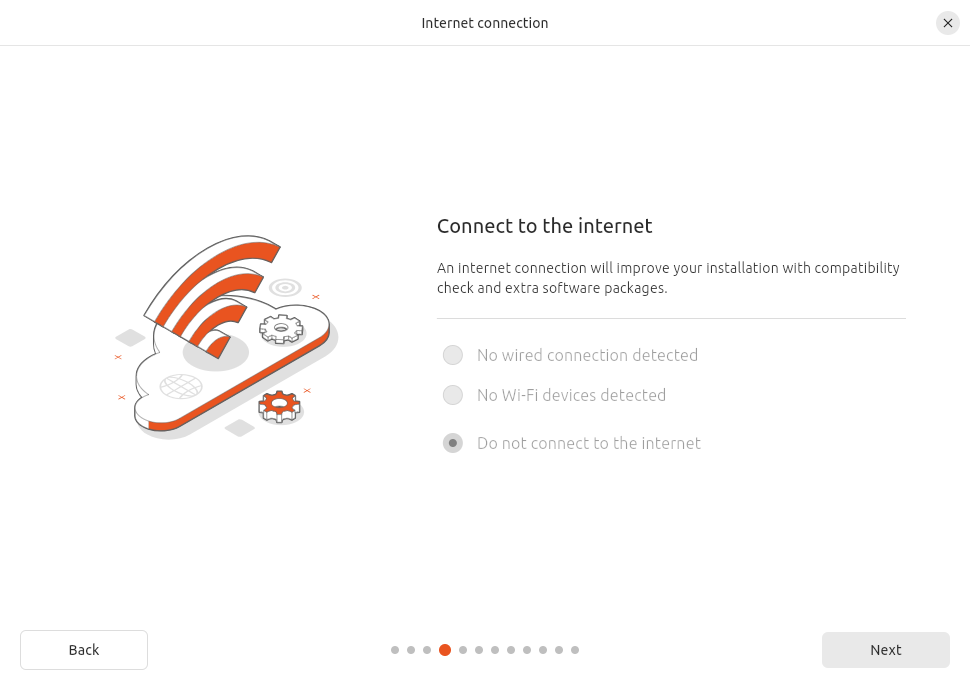 Internet connection
Connect to the internet
An internet connection will improve your installation with compatibility
check and extra software packages.
No wired connection detected
No Wi-Fi devices detected
Do not connect to the internet
Back
Next